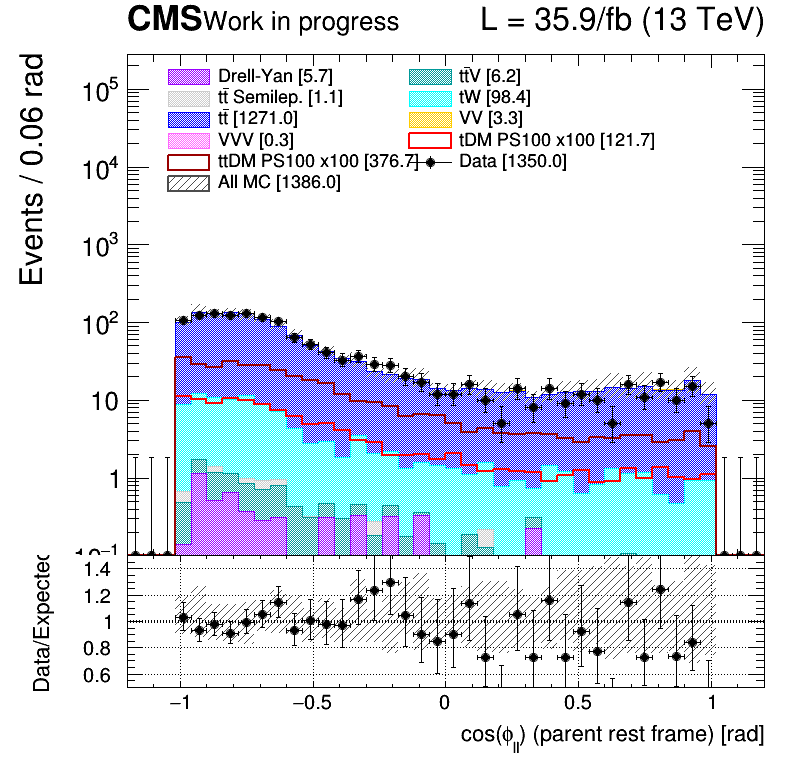 CMS Work in progress L = 35.9/fb (13 TeV)
Events / 0.06 rad
10⁵
10⁴
10³
10²
10
1
10⁻¹
Drell-Yan [5.7]
tt̄V [6.2]
tt̄ Semilep. [1.1]
tW [98.4]
tt̄ [1271.0]
VV [3.3]
VVV [0.3]
tDM PS100 x100 [121.7]
ttDM PS100 x100 [376.7]
Data [1350.0]
All MC [1386.0]
Data/Expected
1.4
1.2
1
0.8
0.6
−1 −0.5 0 0.5 1
cos(ϕ_ll) (parent rest frame) [rad]